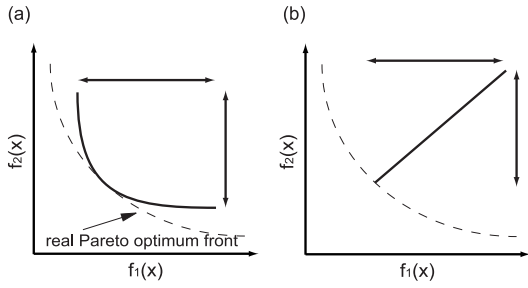 (a)
f₂(x)
real Pareto optimum front
f₁(x)
(b)
f₂(x)
f₁(x)